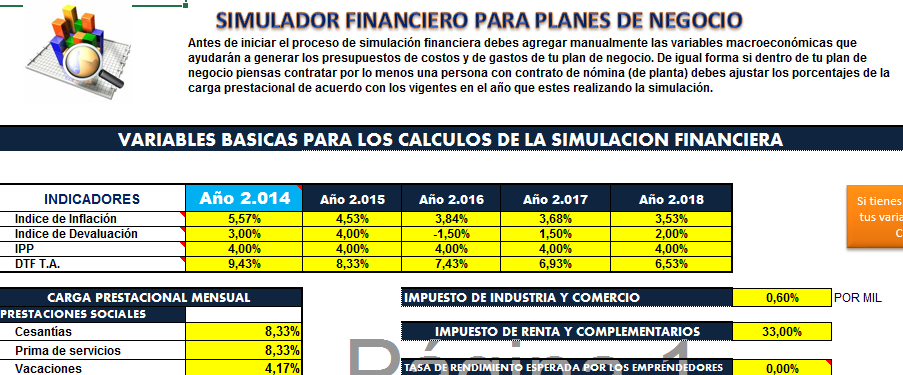 SIMULADOR FINANCIERO PARA PLANES DE NEGOCIO
Antes de iniciar el proceso de simulación financiera debes agregar manualmente las variables macroeconómicas que
ayudarán a generar los presupuestos de costos y de gastos de tu plan de negocio. De igual forma si dentro de tu plan de
negocio piensas contratar por lo menos una persona con contrato de nómina (de planta) debes ajustar los porcentajes de la
carga prestacional de acuerdo con los vigentes en el año que estes realizando la simulación.
VARIABLES BASICAS PARA LOS CALCULOS DE LA SIMULACION FINANCIERA
INDICADORES Año 2.014 Año 2.015 Año 2.016 Año 2.017 Año 2.018
Indice de Inflación 5,57% 4,53% 3,84% 3,68% 3,53%
Indice de Devaluación 3,00% 4,00% -1,50% 1,50% 2,00%
IPP 4,00% 4,00% 4,00% 4,00% 4,00%
DTF T.A. 9,43% 8,33% 7,43% 6,93% 6,53%
Si tienes
tus varia
C
CARGA PRESTACIONAL MENSUAL
PRESTACIONES SOCIALES
Cesantías 8,33%
Prima de servicios 8,33%
Vacaciones 4,17%
IMPUESTO DE INDUSTRIA Y COMERCIO 0,60% POR MIL
IMPUESTO DE RENTA Y COMPLEMENTARIOS 33,00%
TASA DE RENDIMIENTO ESPERADA POR LOS EMPRENDEDORES 0,00%
Página 1